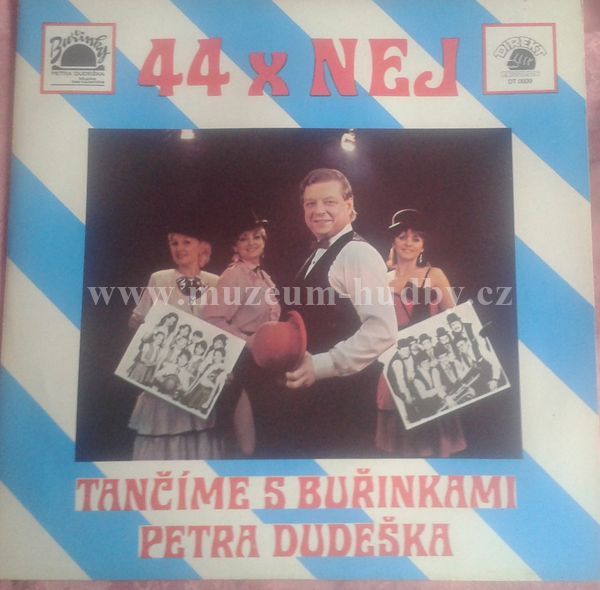 Buřinky
PETRA DUDEŠKA
44 x NEJ
DIREKT
DT 0009
www.muzeum-hudby.cz
TANČÍME S BUŘINKAMI
PETRA DUDEŠKA